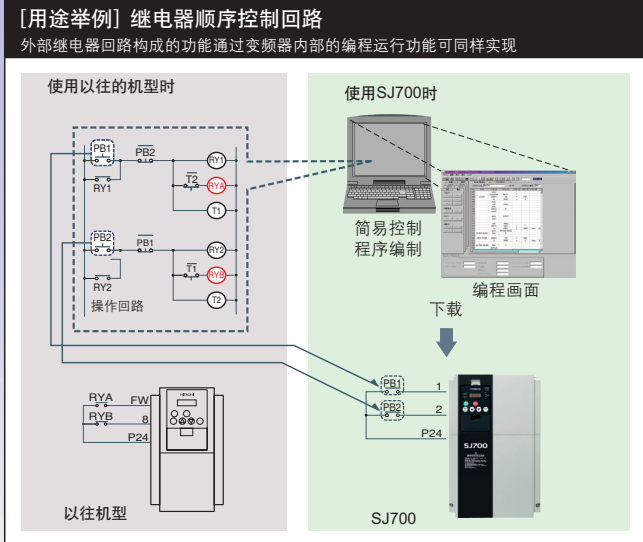 [用途举例] 继电器顺序控制回路
外部继电器回路构成的功能通过变频器内部的编程运行功能可同样实现
使用以往的机型时
PB1
PB2
RY1
RY1
T2
RYA
T1
PB2
PB1
RY2
RY2
T1
RYB
T2
操作回路
RYA
FW
RYB
8
P24
HITACHI
以往机型
使用SJ700时
简易控制
程序编制
编程画面
下载
PB1
1
PB2
2
P24
SJ700
SJ700